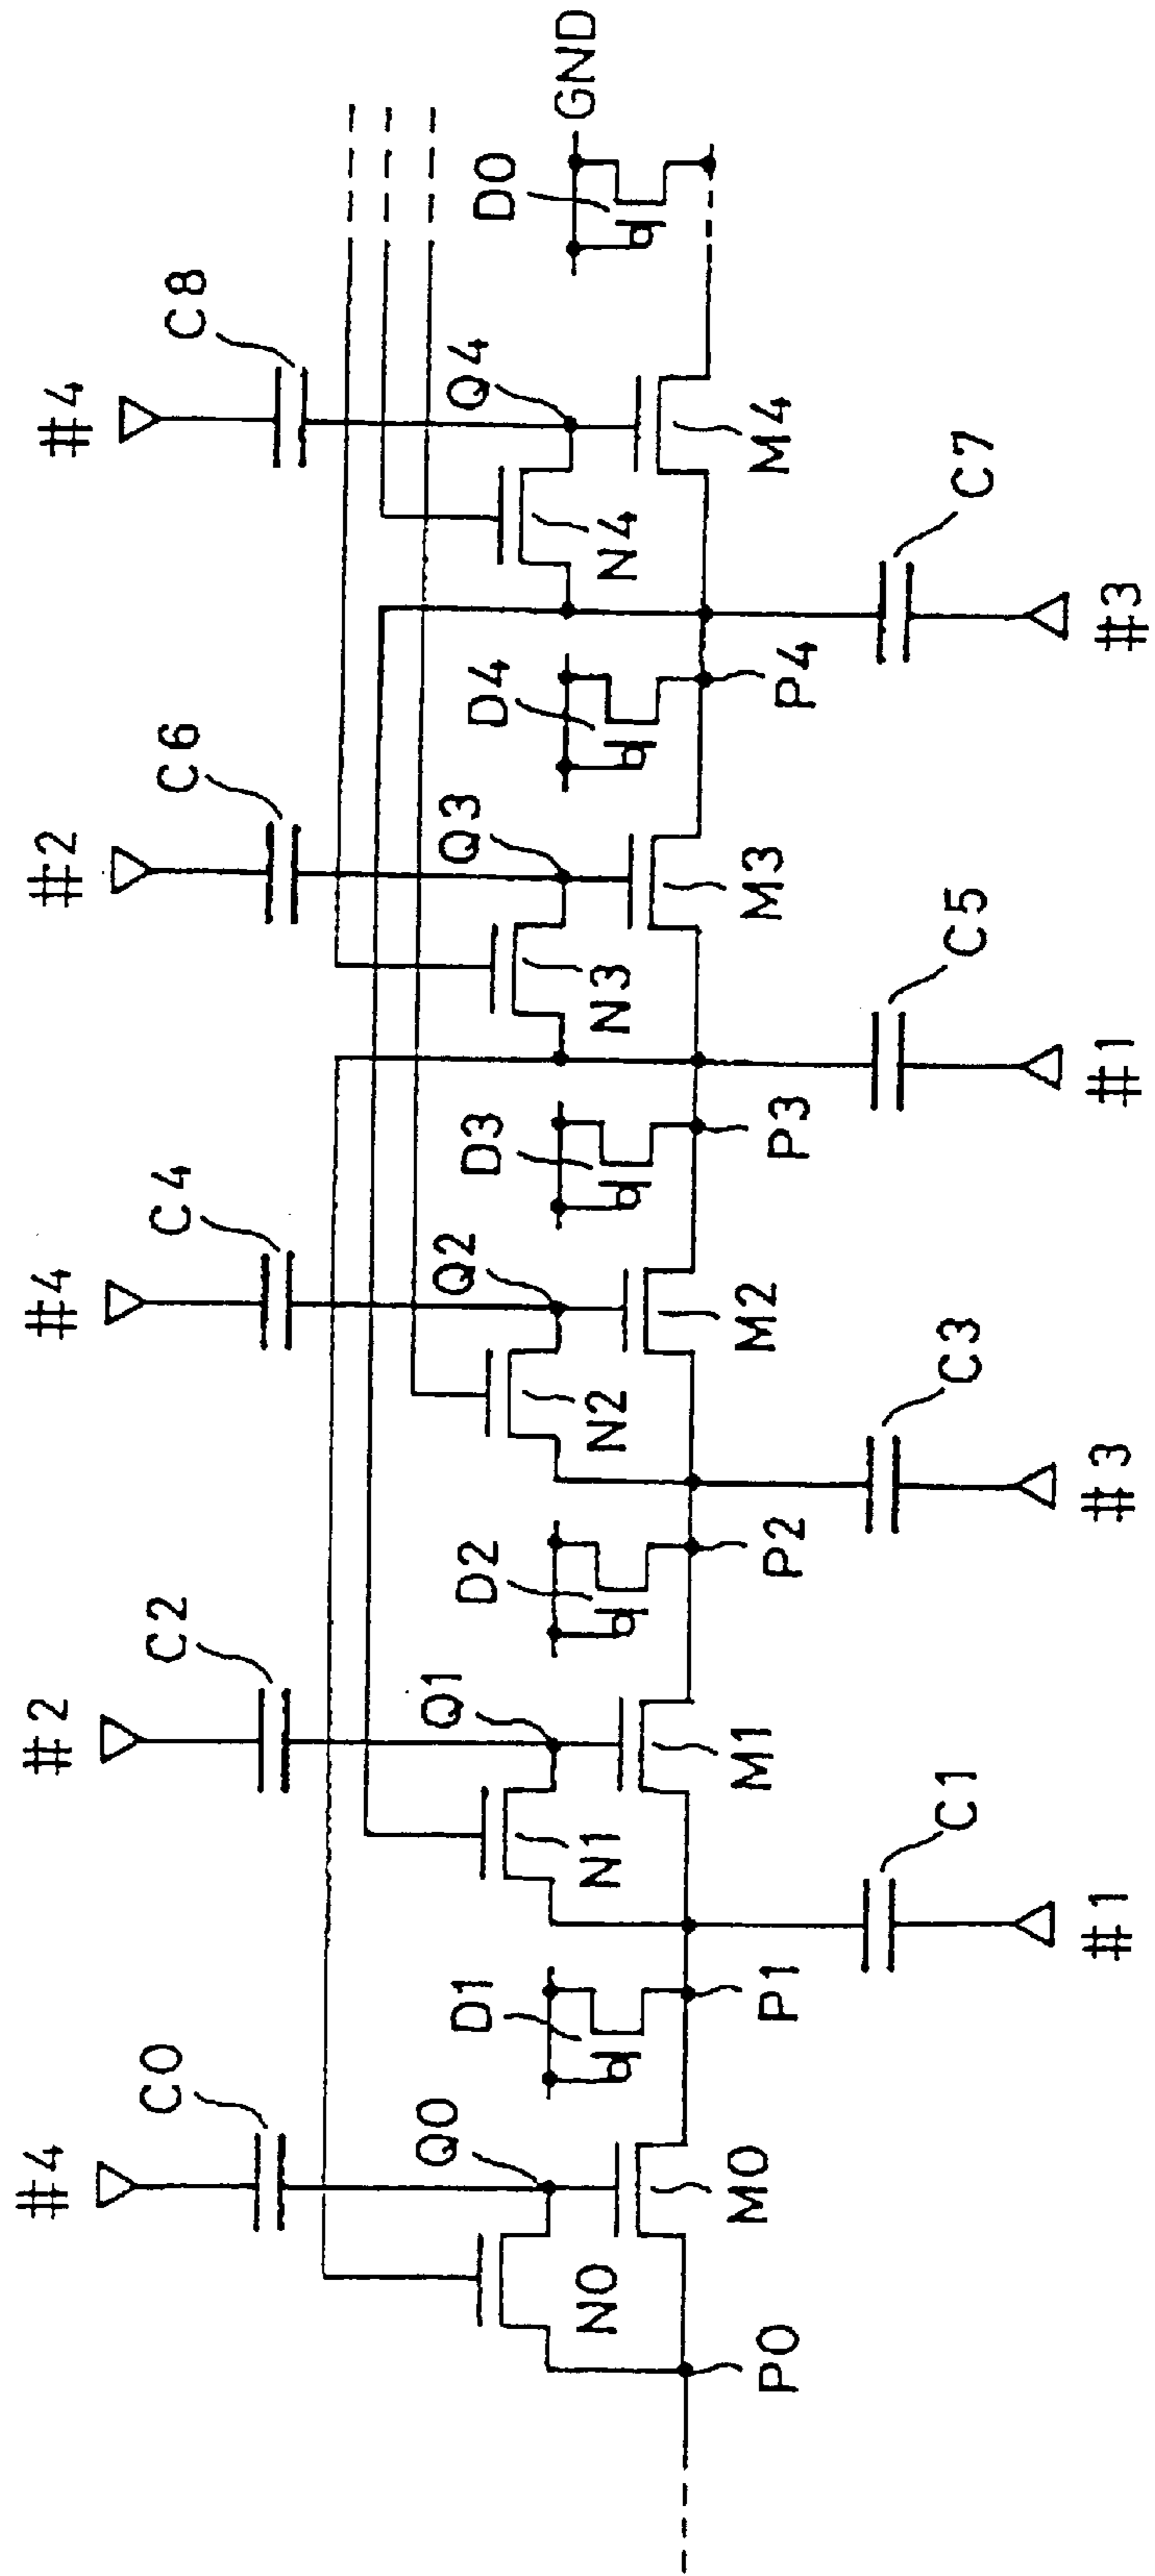 #4 #2 #4 #2 #4
C0 C2 C4 C6 C8
Q0 Q1 Q2 Q3 Q4
D1 D2 D3 D4 D0 GND
N0 N1 N2 N3 N4
M0 M1 M2 M3 M4
P0 P1 P2 P3 P4
C1 C3 C5 C7
#1 #3 #1 #3